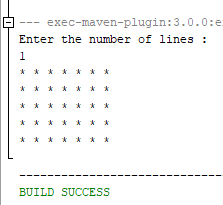 --- exec-maven-plugin:3.0.0:e
Enter the number of lines :
1
* * * * * * *
* * * * * * *
* * * * * * *
* * * * * * *
* * * * * * *
------------------------------
BUILD SUCCESS